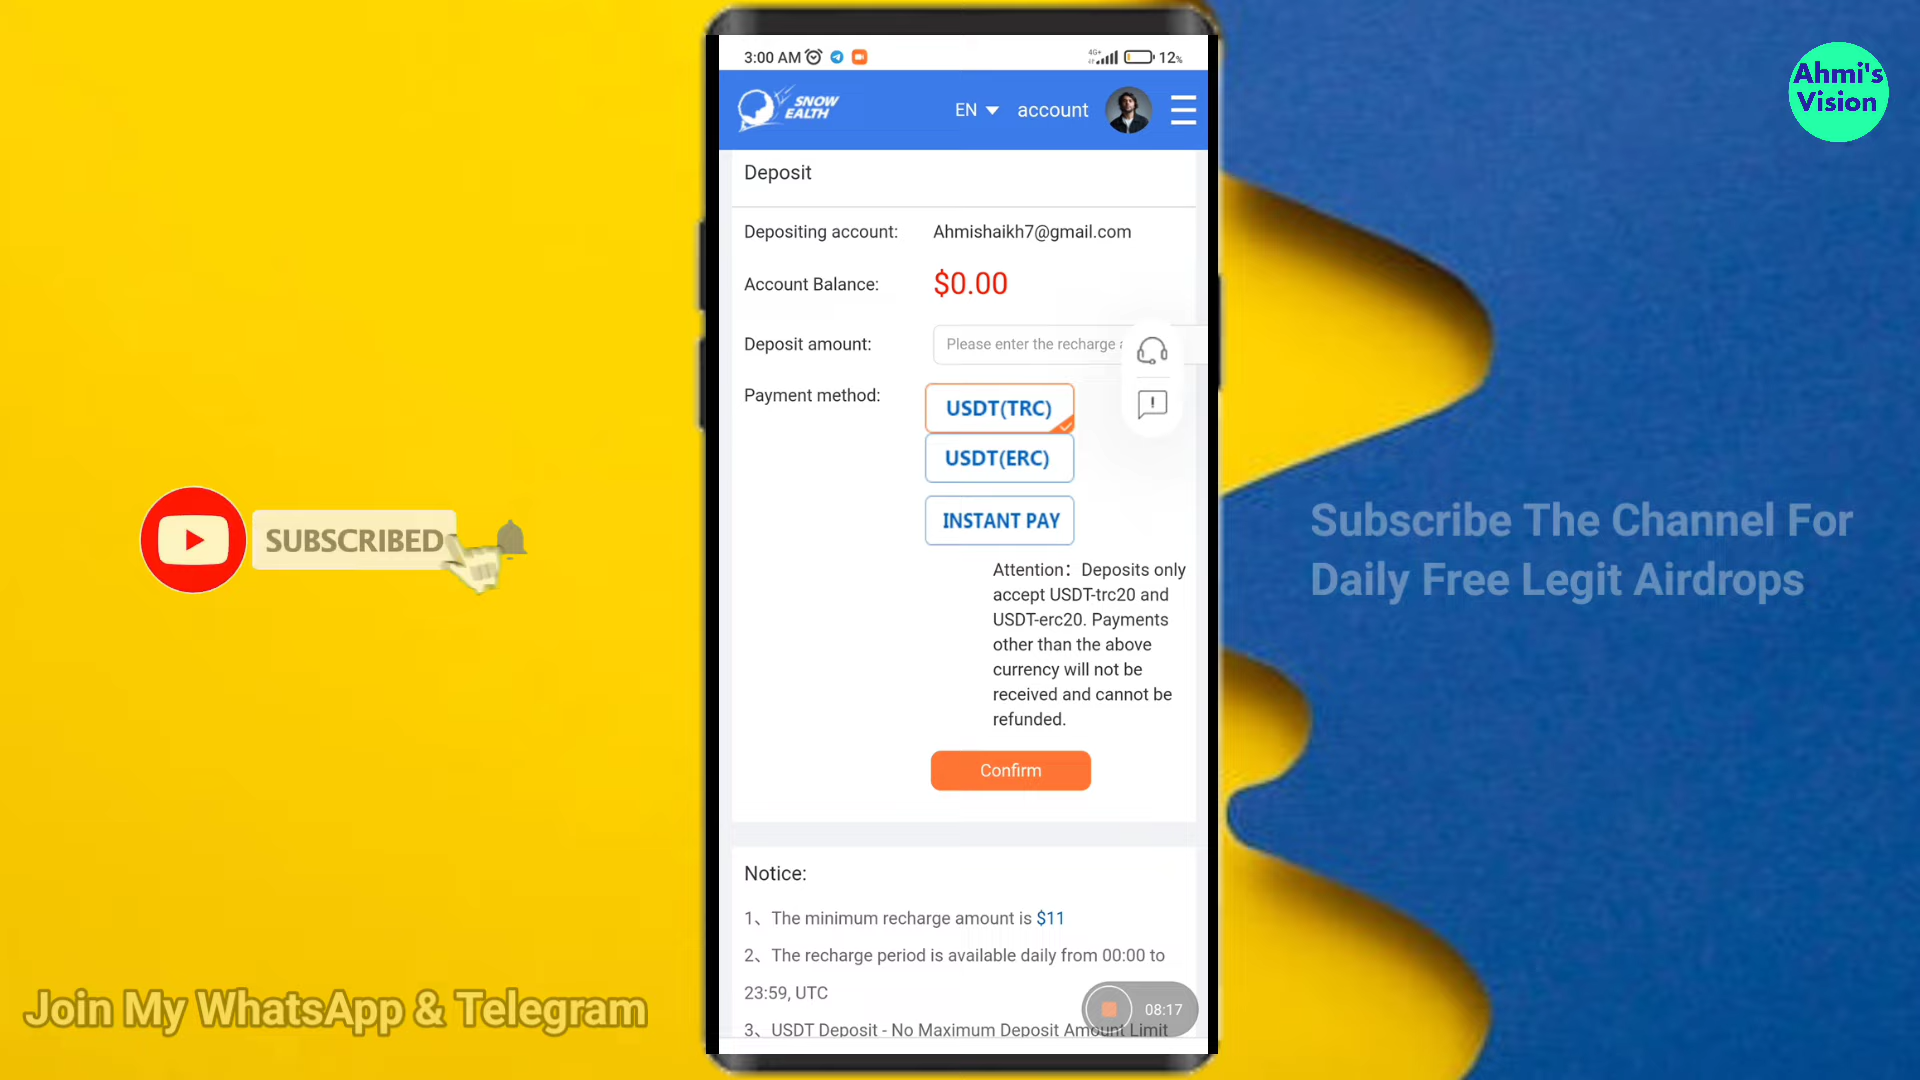 Ahmi's
Vision
3:00 AM
4G+
12%
SNOW
EALTH
EN
account
Deposit
Depositing account: Ahmishaikh7@gmail.com
Account Balance: $0.00
Deposit amount: Please enter the recharge
Payment method: USDT(TRC)
USDT(ERC)
INSTANT PAY
Attention：Deposits only
accept USDT-trc20 and
USDT-erc20. Payments
other than the above
currency will not be
received and cannot be
refunded.
Confirm
Notice:
1、The minimum recharge amount is $11
2、The recharge period is available daily from 00:00 to
23:59, UTC
3、USDT Deposit - No Maximum Deposit Amount Limit
08:17
SUBSCRIBED
Subscribe The Channel For
Daily Free Legit Airdrops
Join My WhatsApp & Telegram